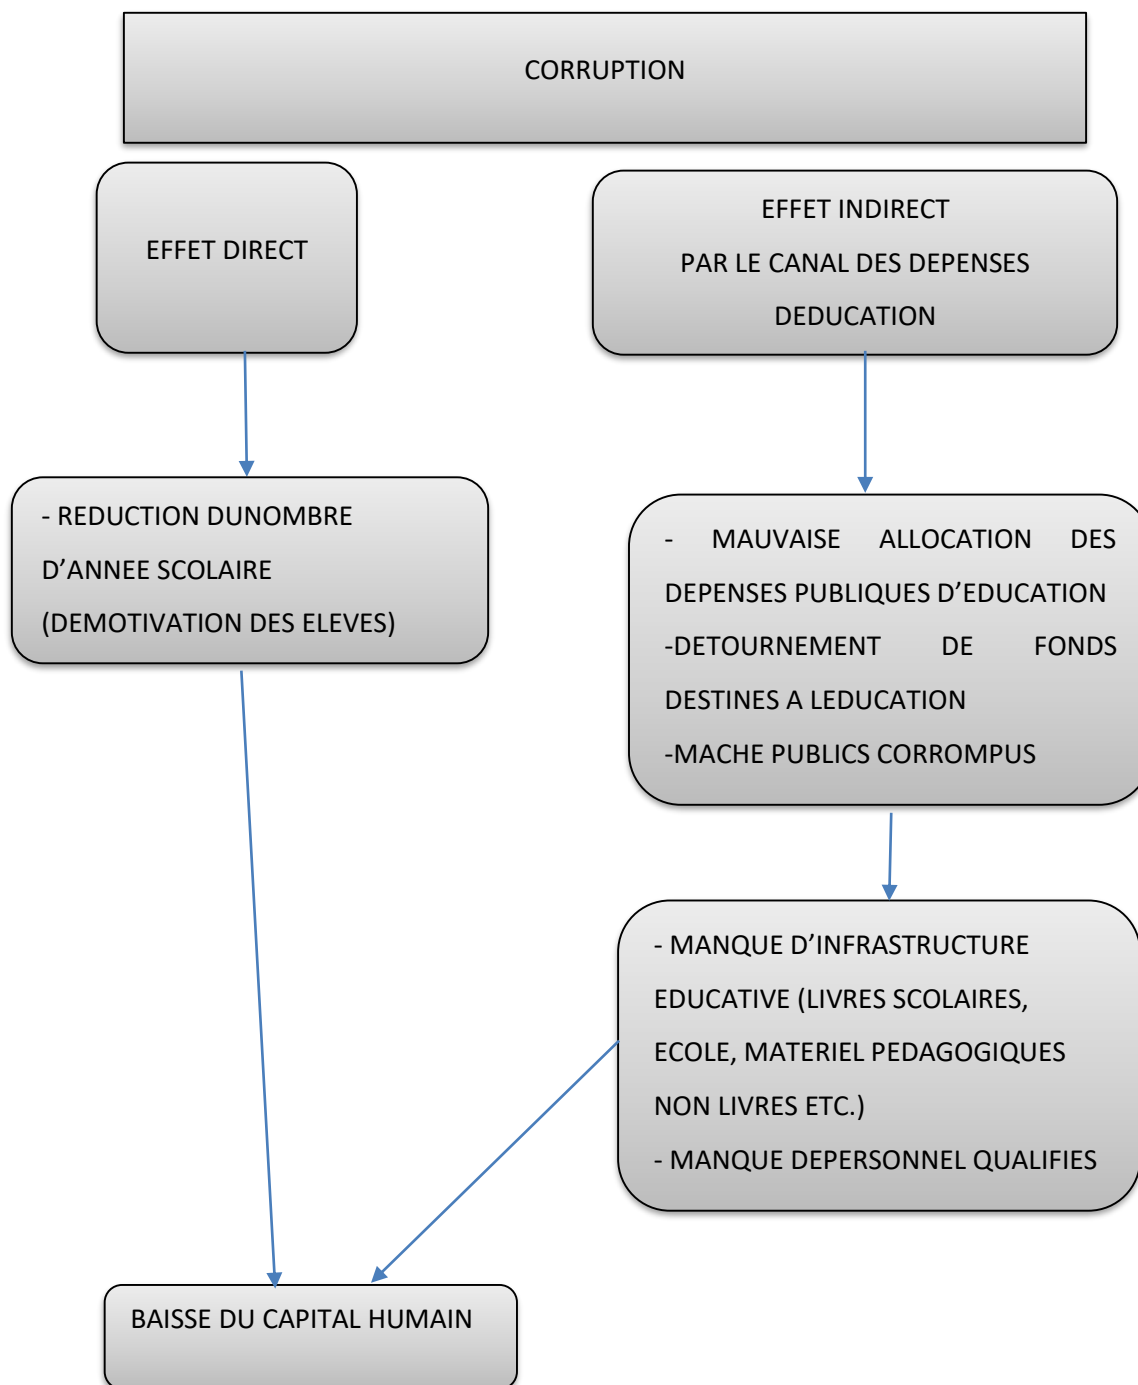 CORRUPTION
EFFET DIRECT
EFFET INDIRECT
PAR LE CANAL DES DEPENSES
DEDUCATION
- REDUCTION DUNOMBRE
D’ANNEE SCOLAIRE
(DEMOTIVATION DES ELEVES)
- MAUVAISE ALLOCATION DES
DEPENSES PUBLIQUES D’EDUCATION
-DETOURNEMENT DE FONDS
DESTINES A LEDUCATION
-MACHE PUBLICS CORROMPUS
- MANQUE D’INFRASTRUCTURE
EDUCATIVE (LIVRES SCOLAIRES,
ECOLE, MATERIEL PEDAGOGIQUES
NON LIVRES ETC.)
- MANQUE DEPERSONNEL QUALIFIES
BAISSE DU CAPITAL HUMAIN